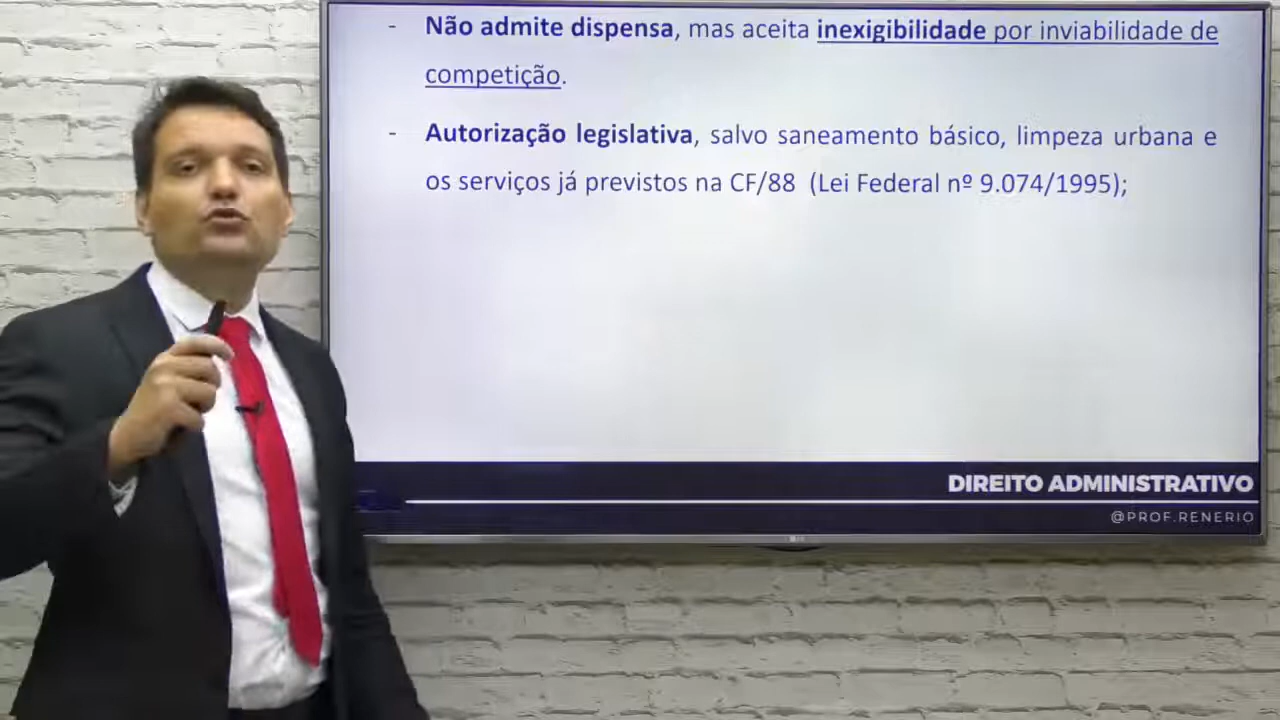 - Não admite dispensa, mas aceita inexigibilidade por inviabilidade de
competição.
- Autorização legislativa, salvo saneamento básico, limpeza urbana e
os serviços já previstos na CF/88 (Lei Federal nº 9.074/1995);
DIREITO ADMINISTRATIVO
@PROF.RENERIO
LG